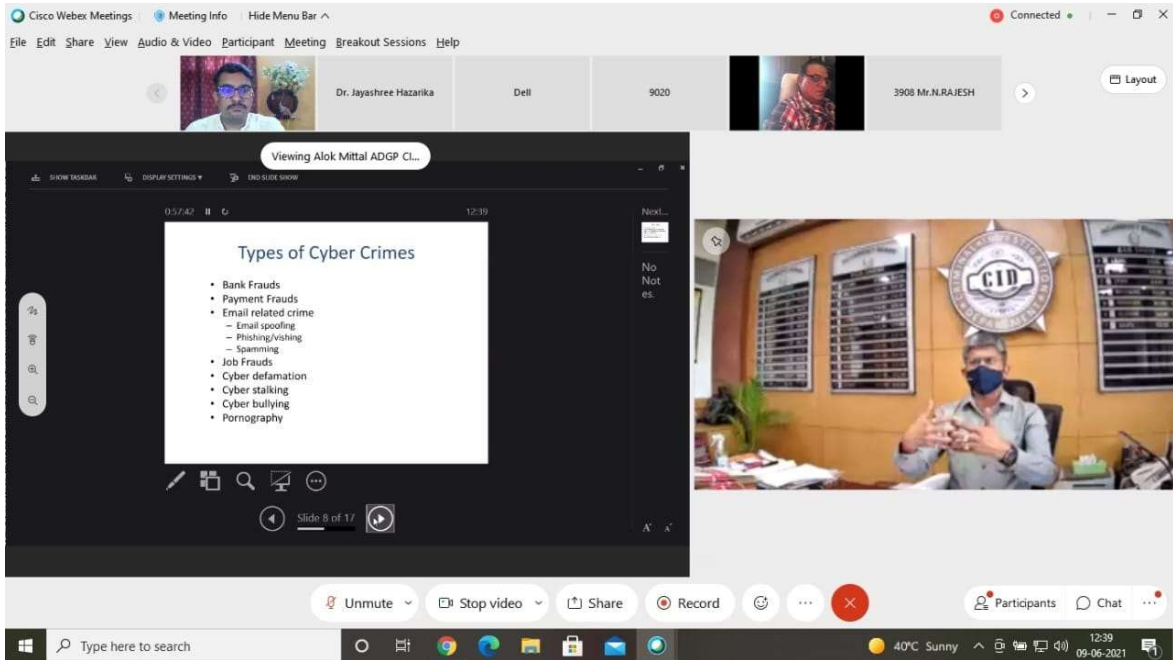 Cisco Webex Meetings Meeting Info Hide Menu Bar Connected
File Edit Share View Audio & Video Participant Meeting Breakout Sessions Help
Dr. Jayashree Hazarika Dell 9020 3908 Mr.N.RAJESH
Layout
Viewing Alok Mittal ADGP CI...
SHOW TASKBAR DISPLAY SETTINGS END SLIDE SHOW
0:57:42 12:39 Next...
Types of Cyber Crimes
• Bank Frauds
• Payment Frauds
• Email related crime
– Email spoofing
– Phishing/vishing
– Spamming
• Job Frauds
• Cyber defamation
• Cyber stalking
• Cyber bullying
• Pornography
No
Not
es.
Slide 8 of 17
A A
CID
Unmute Stop video Share Record ... Participants Chat ...
Type here to search 40°C Sunny 12:39
09-06-2021